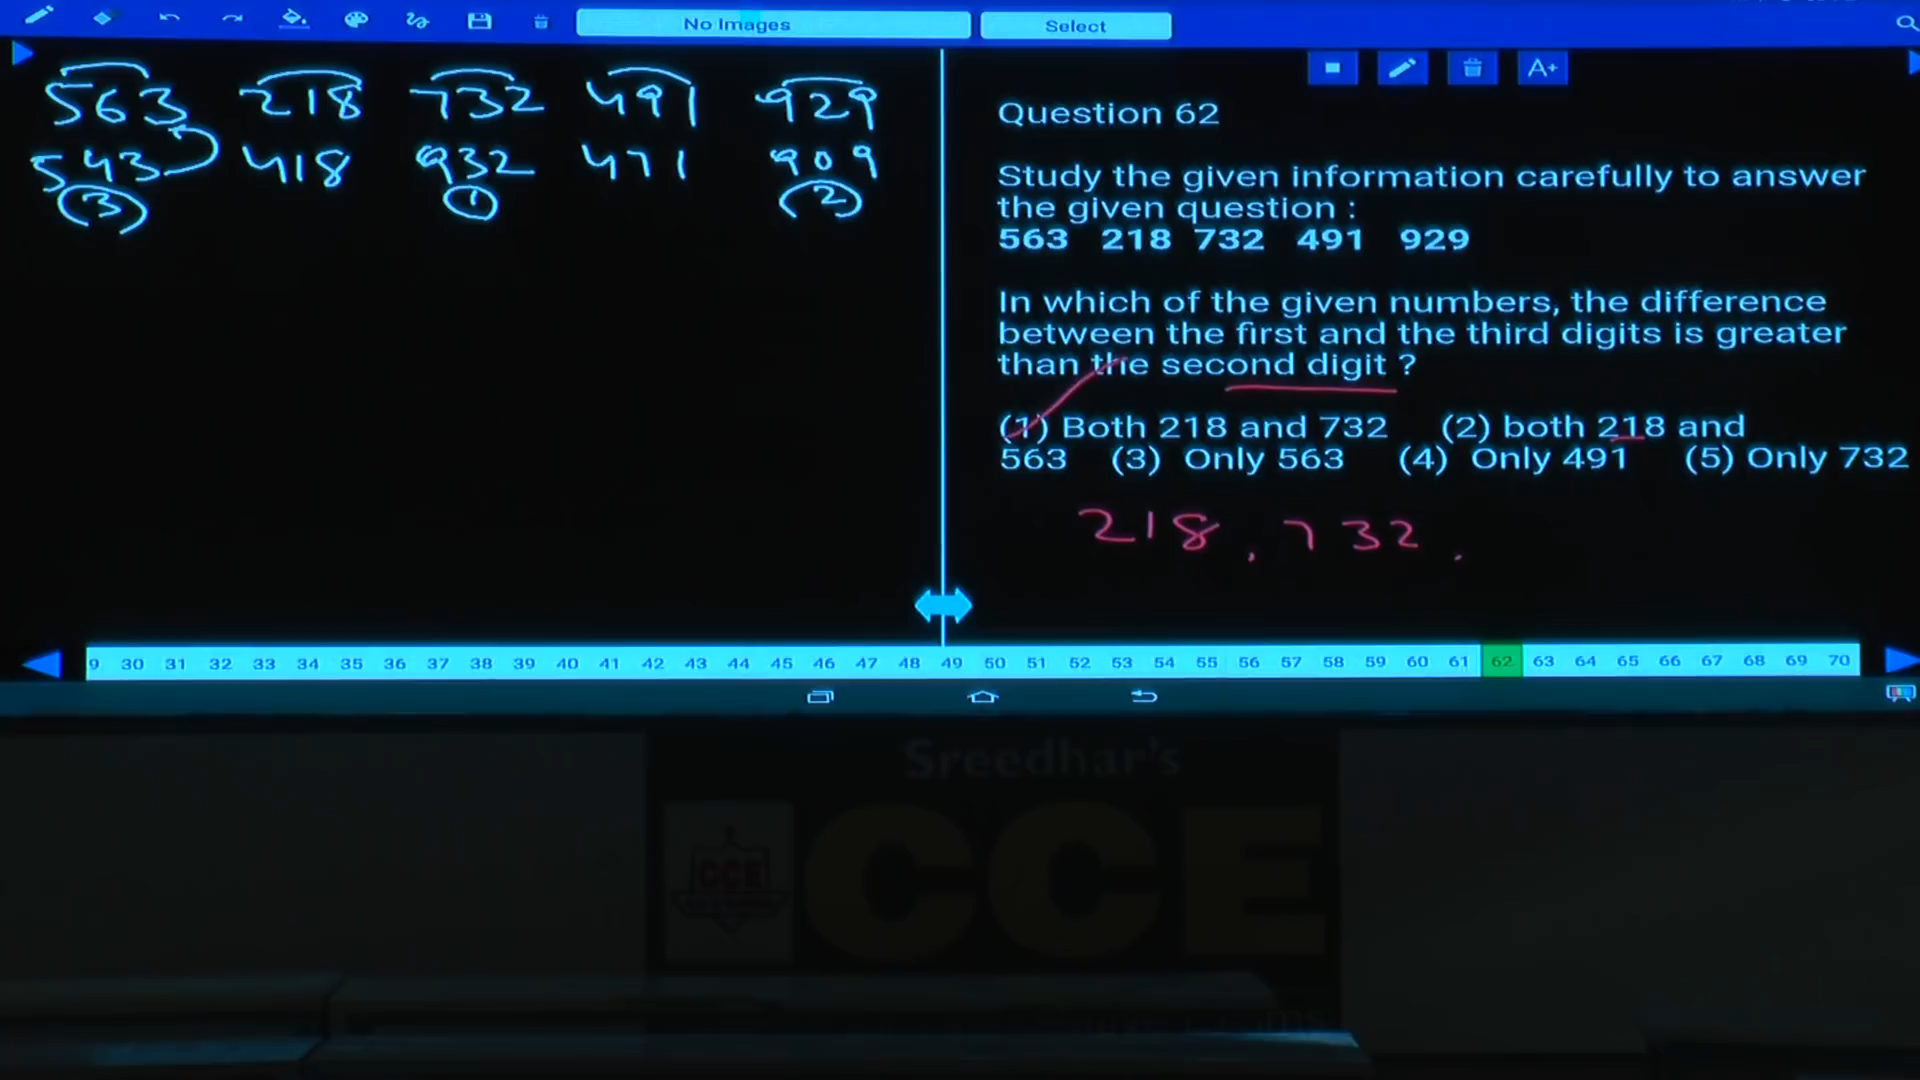 No Images Select
563 218 732 491 929
543 418 932 471 909
3 1 2
A+
Question 62
Study the given information carefully to answer
the given question :
563 218 732 491 929
In which of the given numbers, the difference
between the first and the third digits is greater
than the second digit ?
(1) Both 218 and 732 (2) both 218 and
563 (3) Only 563 (4) Only 491 (5) Only 732
218, 732,
9 30 31 32 33 34 35 36 37 38 39 40 41 42 43 44 45 46 47 48 49 50 51 52 53 54 55 56 57 58 59 60 61 62 63 64 65 66 67 68 69 70
Sreedhar's
CCE
CCE